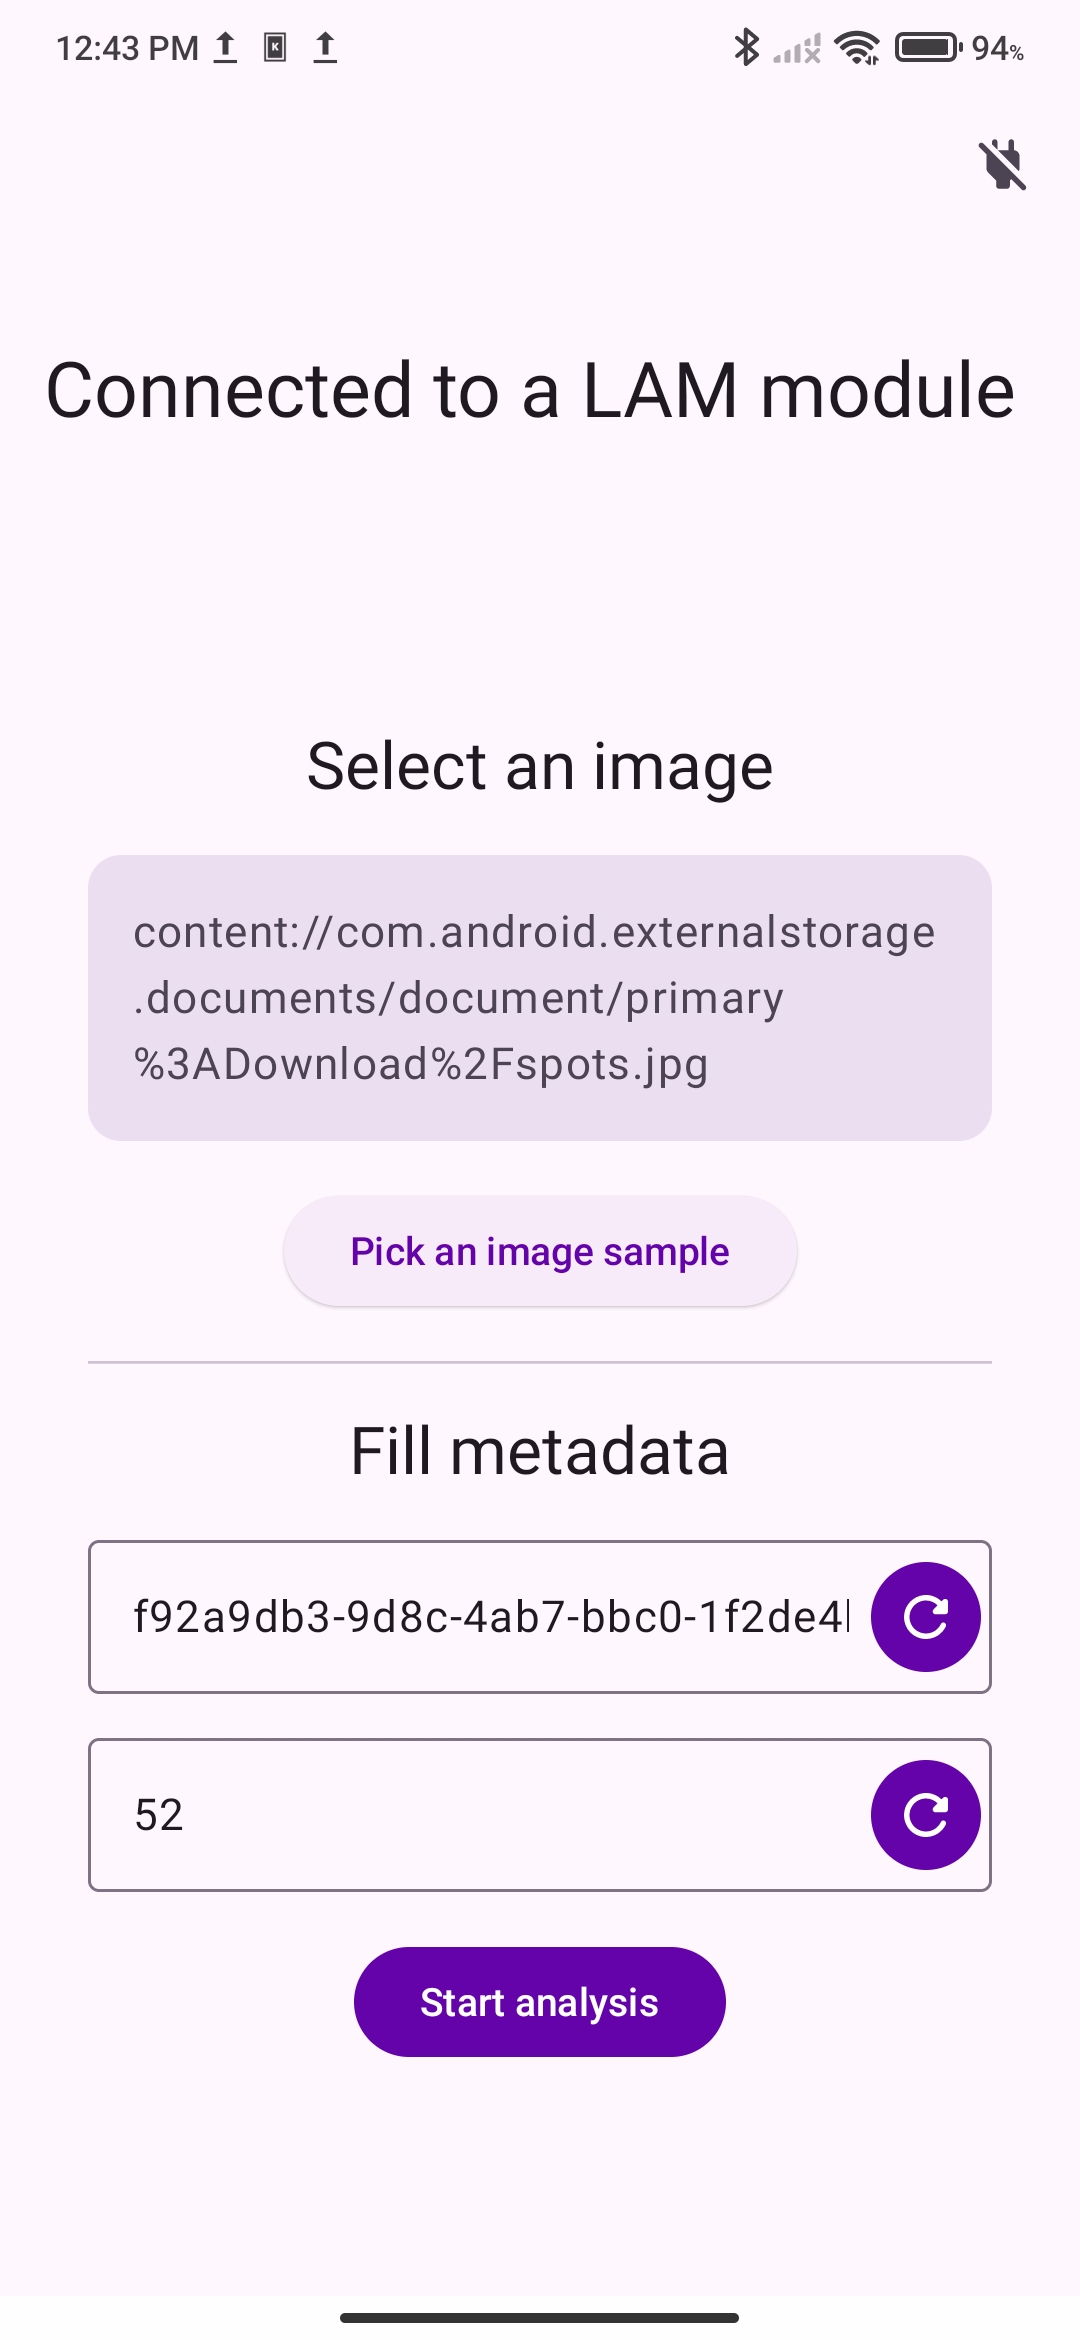 12:43 PM
94%
Connected to a LAM module
Select an image
content://com.android.externalstorage
.documents/document/primary
%3ADownload%2Fspots.jpg
Pick an image sample
Fill metadata
f92a9db3-9d8c-4ab7-bbc0-1f2de4
52
Start analysis